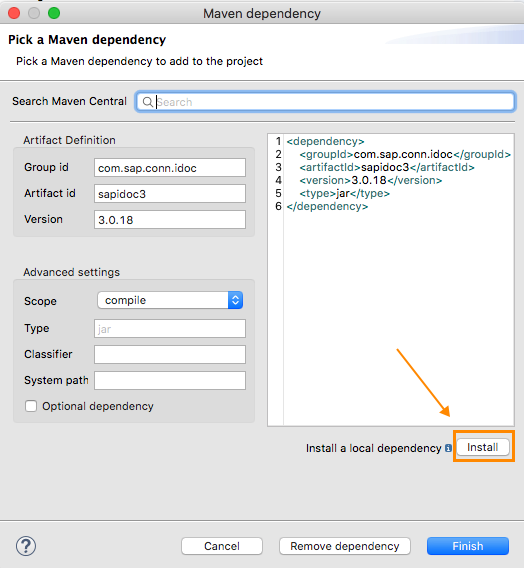 Maven dependency
Pick a Maven dependency
Pick a Maven dependency to add to the project
Search Maven Central
Search
Artifact Definition
Group id
com.sap.conn.idoc
Artifact id
sapidoc3
Version
3.0.18
1 <dependency>
2 <groupId>com.sap.conn.idoc</groupId>
3 <artifactId>sapidoc3</artifactId>
4 <version>3.0.18</version>
5 <type>jar</type>
6 </dependency>
Advanced settings
Scope
compile
Type
jar
Classifier
System path
Optional dependency
Install a local dependency
Install
?
Cancel
Remove dependency
Finish